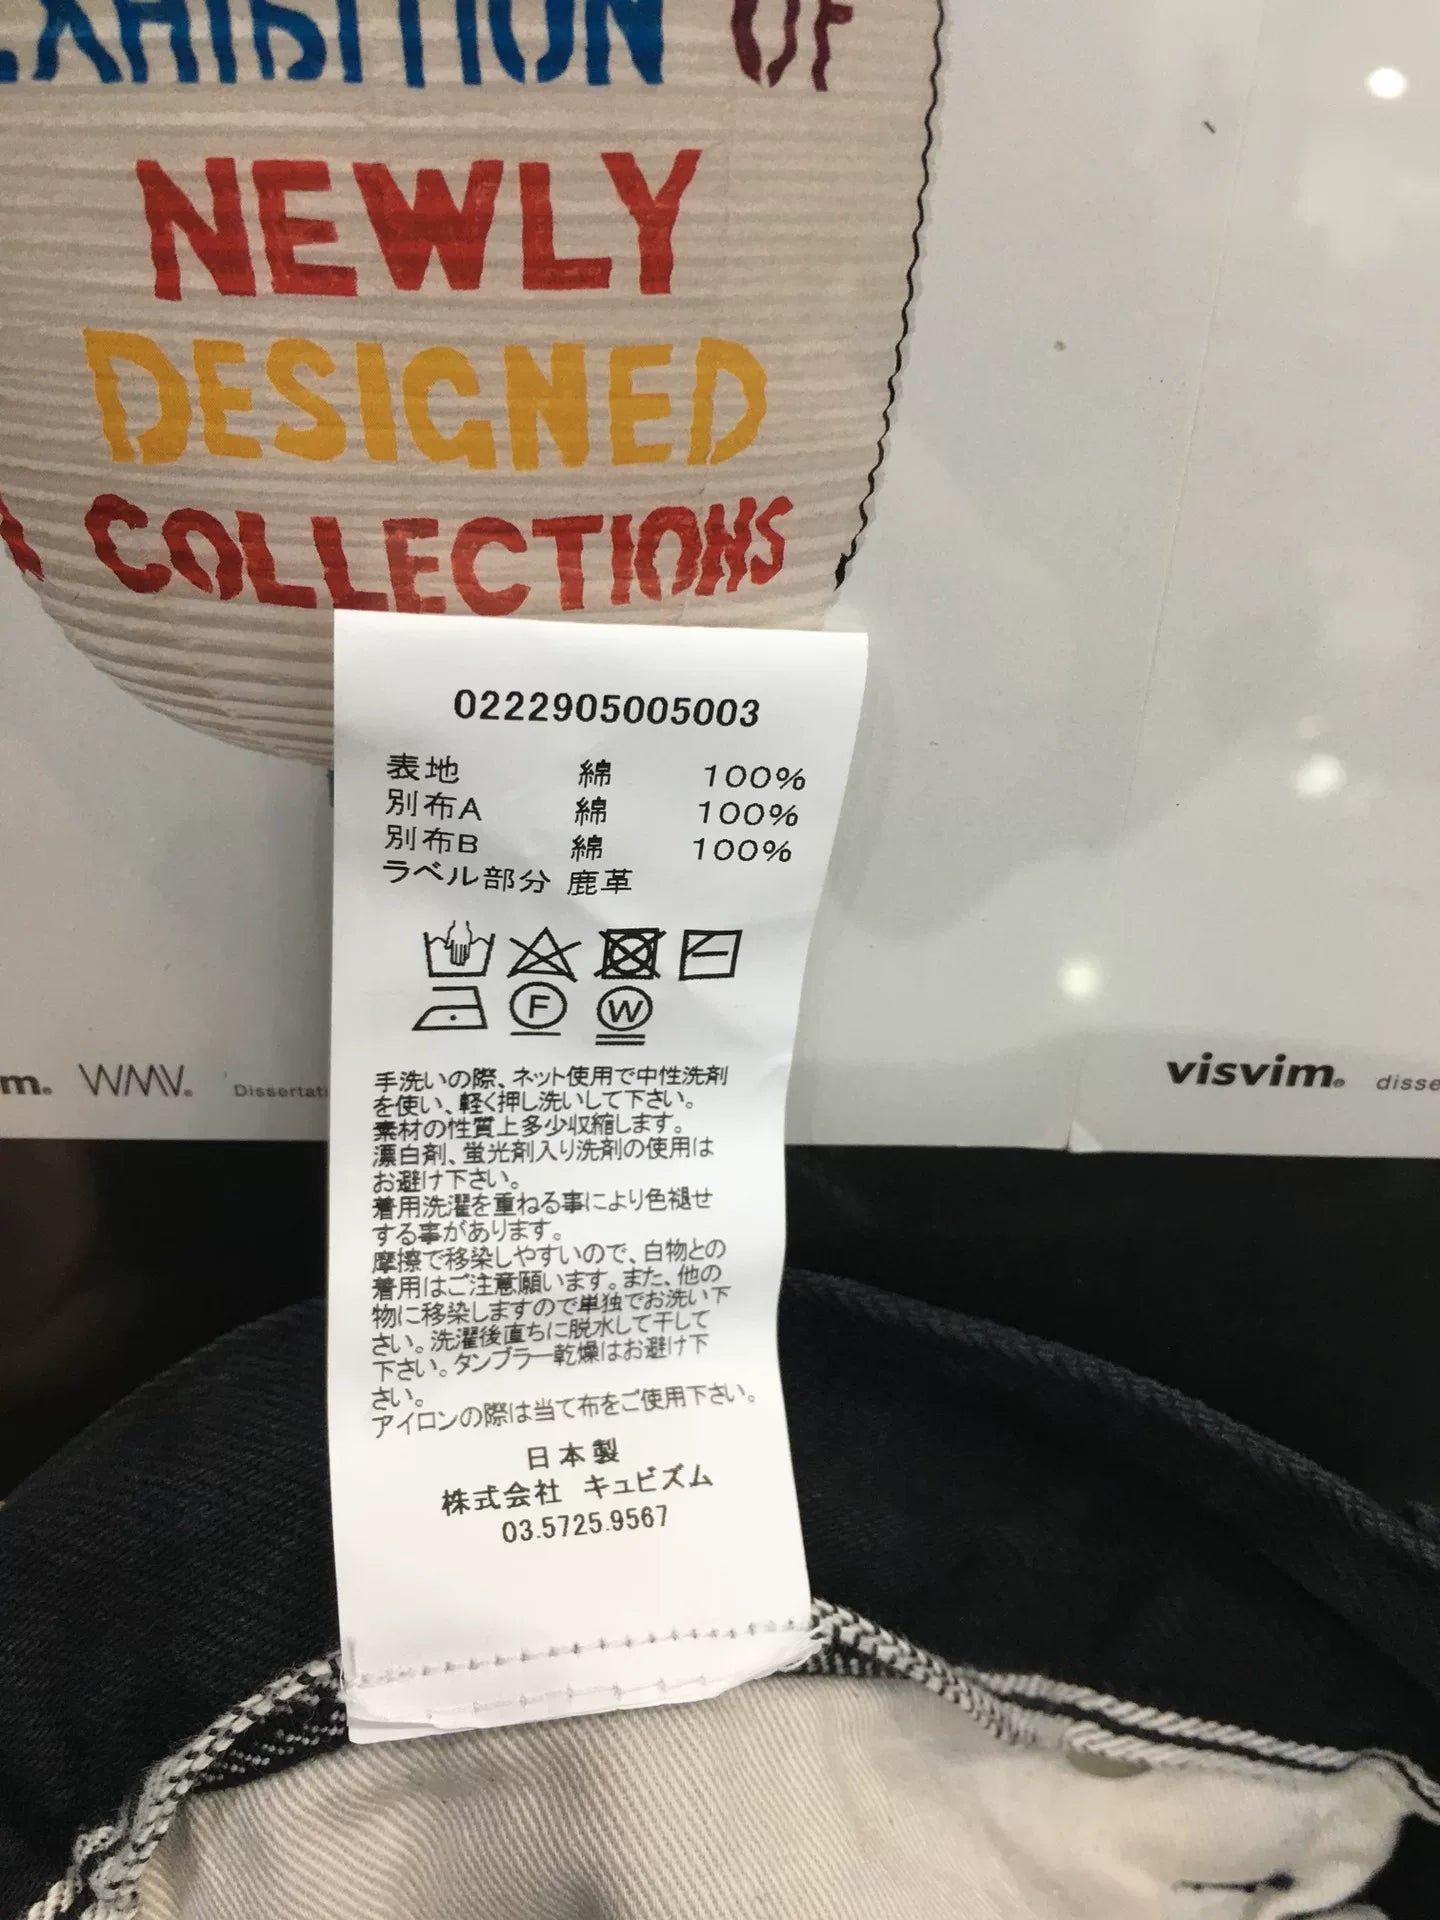 EXHIBITION OF
NEWLY
DESIGNED
COLLECTIONS
0222905005003
表地 綿 100%
別布A 綿 100%
別布B 綿 100%
ラベル部分 鹿革
F W
手洗いの際、ネット使用で中性洗剤
を使い、軽く押し洗いして下さい。
素材の性質上多少収縮します。
漂白剤、蛍光剤入り洗剤の使用は
お避け下さい。
着用洗濯を重ねる事により色褪せ
する事があります。
摩擦で移染しやすいので、白物との
着用はご注意願います。また、他の
物に移染しますので単独でお洗い下
さい。洗濯後直ちに脱水して干して
下さい。タンブラー乾燥はお避け下
さい。
アイロンの際は当て布をご使用下さい。
日本製
株式会社 キュビズム
03.5725.9567
m® WMV® Dissertati
visvim® disse